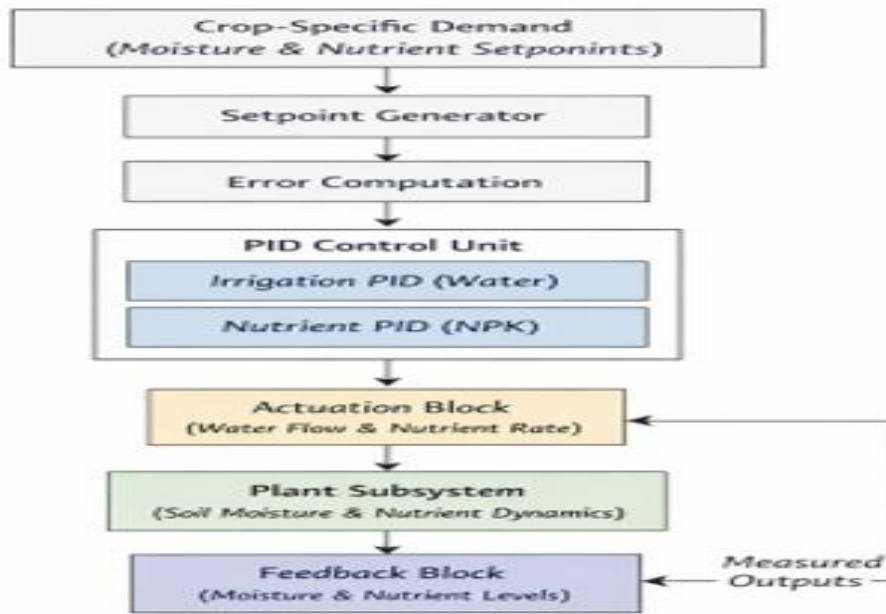 Crop-Specific Demand
(Moisture & Nutrient Setponints)
Setpoint Generator
Error Computation
PID Control Unit
Irrigation PID (Water)
Nutrient PID (NPK)
Actuation Block
(Water Flow & Nutrient Rate)
Plant Subsystem
(Soil Moisture & Nutrient Dynamics)
Feedback Block
(Moisture & Nutrient Levels)
Measured
Outputs